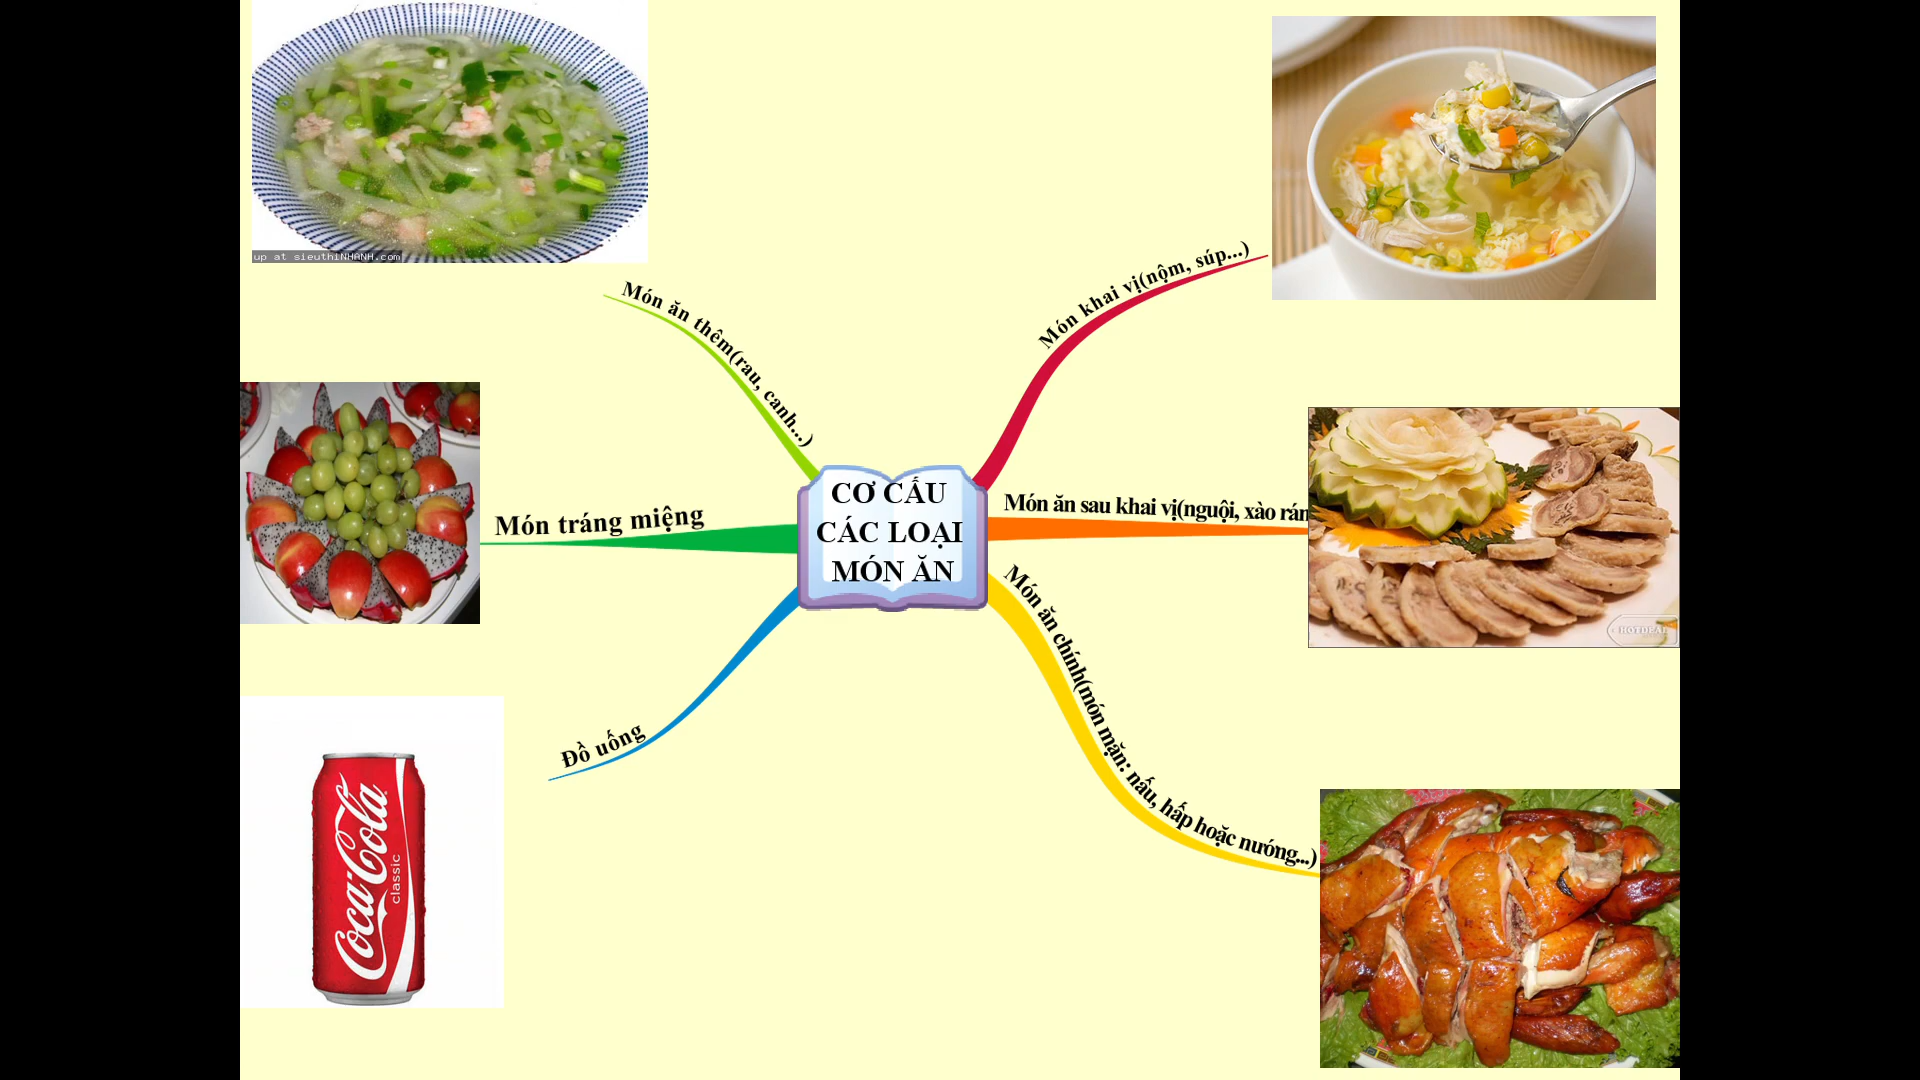 up at sieuthiNHANH.com
Món khai vị(nộm, súp...)
Món ăn thêm(rau, canh...)
CƠ CẤU
CÁC LOẠI
MÓN ĂN
Món ăn sau khai vị(nguội, xào rán
Món tráng miệng
Món ăn chính(món mặn: nấu, hấp hoặc nướng...)
HOTDEAL
Đồ uống
Coca-Cola
classic